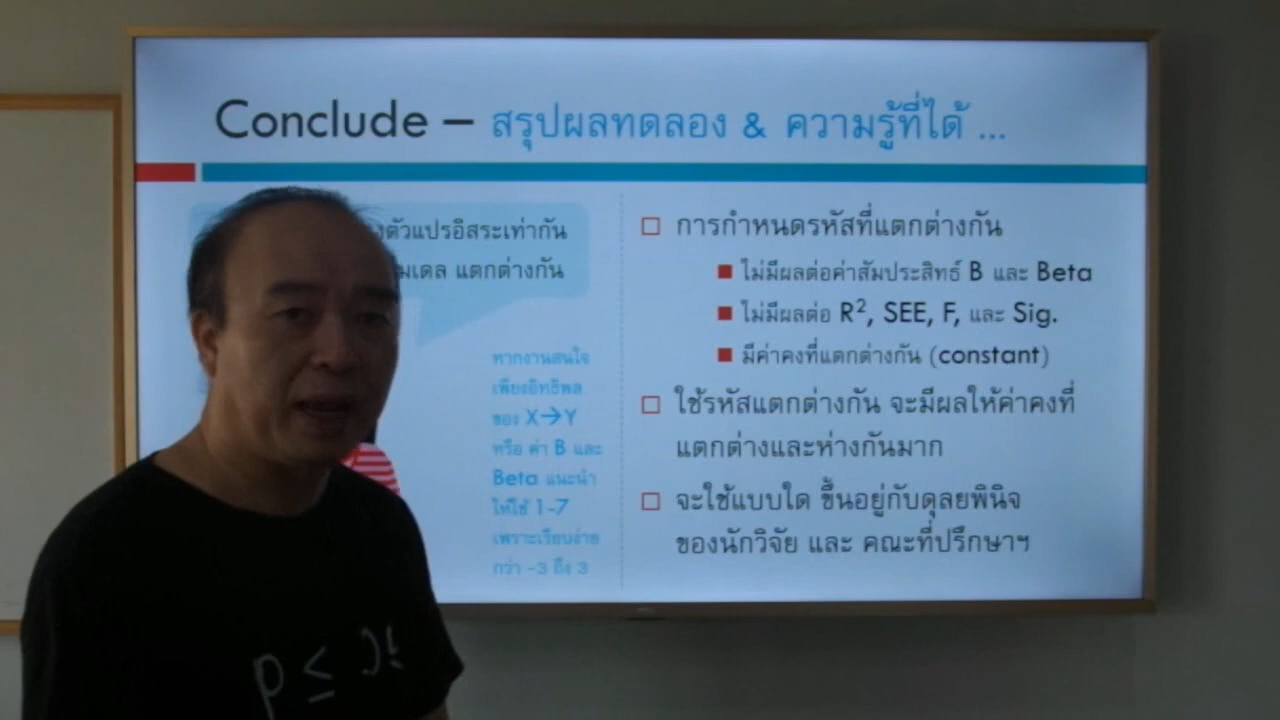 Conclude – สรุปผลทดลอง & ความรู้ที่ได้ ...
งตัวแปรอิสระเท่ากัน
มเดล แตกต่างกัน
หากงานสนใจ
เพียงอิทธิพล
ของ X→Y
หรือ ค่า B และ
Beta แนะนำ
ให้ใช้ 1-7
เพราะเรียบง่าย
กว่า -3 ถึง 3
การกำหนดรหัสที่แตกต่างกัน
ไม่มีผลต่อค่าสัมประสิทธ์ B และ Beta
ไม่มีผลต่อ R², SEE, F, และ Sig.
มีค่าคงที่แตกต่างกัน (constant)
ใช้รหัสแตกต่างกัน จะมีผลให้ค่าคงที่
แตกต่างและห่างกันมาก
จะใช้แบบใด ขึ้นอยู่กับดุลยพินิจ
ของนักวิจัย และ คณะที่ปรึกษาฯ
p ≤